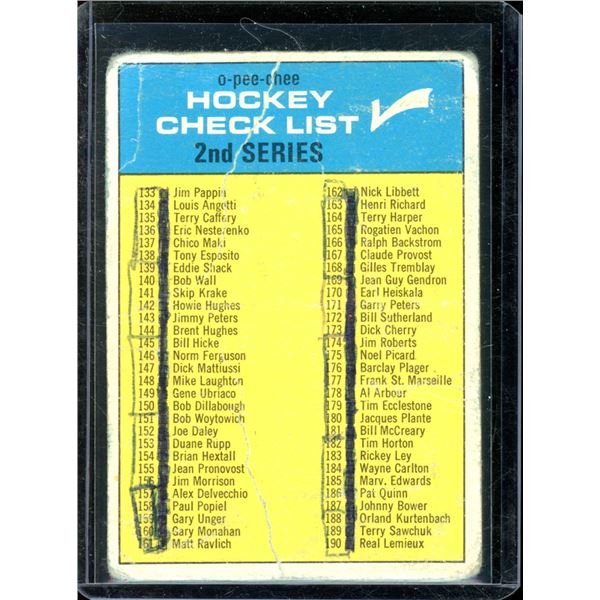 o-pee-chee
HOCKEY
CHECK LIST
2nd SERIES
133 Jim Pappin
134 Louis Angotti
135 Terry Caffery
136 Eric Nesterenko
137 Chico Maki
138 Tony Esposito
139 Eddie Shack
140 Bob Wall
141 Skip Krake
142 Howie Hughes
143 Jimmy Peters
144 Brent Hughes
145 Bill Hicke
146 Norm Ferguson
147 Dick Mattiussi
148 Mike Laughton
149 Gene Ubriaco
150 Bob Dillabough
151 Bob Woytowich
152 Joe Daley
153 Duane Rupp
154 Brian Hextall
155 Jean Pronovost
156 Jim Morrison
157 Alex Delvecchio
158 Paul Popiel
159 Gary Unger
160 Gary Monahan
161 Matt Ravlich
162 Nick Libbett
163 Henri Richard
164 Terry Harper
165 Rogatien Vachon
166 Ralph Backstrom
167 Claude Provost
168 Gilles Tremblay
169 Jean Guy Gendron
170 Earl Heiskala
171 Garry Peters
172 Bill Sutherland
173 Dick Cherry
174 Jim Roberts
175 Noel Picard
176 Barclay Plager
177 Frank St. Marseille
178 Al Arbour
179 Tim Ecclestone
180 Jacques Plante
181 Bill McCreary
182 Tim Horton
183 Rickey Ley
184 Wayne Carlton
185 Marv. Edwards
186 Pat Quinn
187 Johnny Bower
188 Orland Kurtenbach
189 Terry Sawchuk
190 Real Lemieux